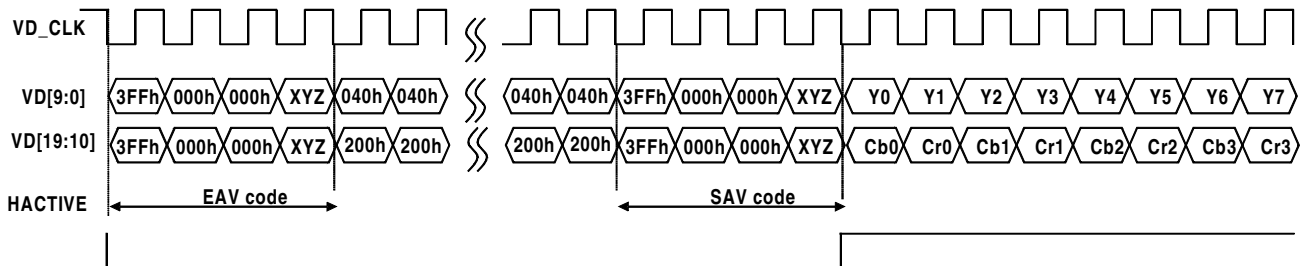 VD_CLK
VD[9:0] 3FFh 000h 000h XYZ 040h 040h 040h 040h 3FFh 000h 000h XYZ Y0 Y1 Y2 Y3 Y4 Y5 Y6 Y7
VD[19:10] 3FFh 000h 000h XYZ 200h 200h 200h 200h 3FFh 000h 000h XYZ Cb0 Cr0 Cb1 Cr1 Cb2 Cr2 Cb3 Cr3
HACTIVE EAV code SAV code